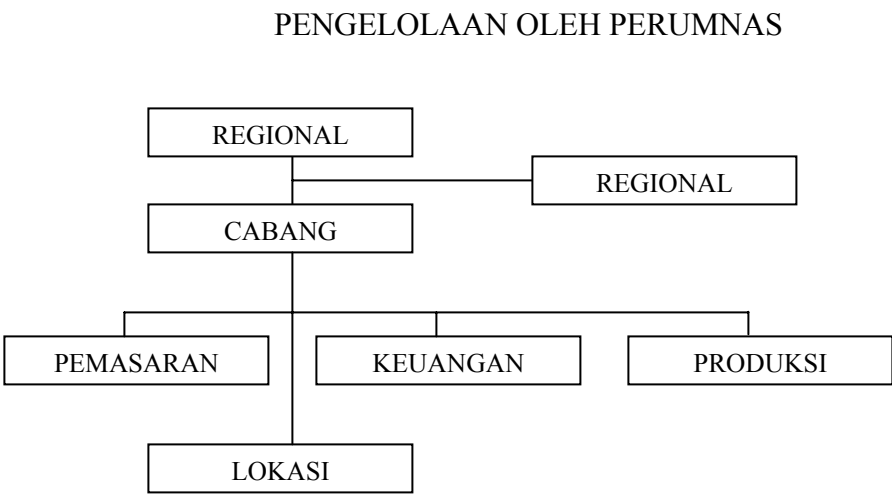 PENGELOLAAN OLEH PERUMNAS
REGIONAL
REGIONAL
CABANG
PEMASARAN
KEUANGAN
PRODUKSI
LOKASI